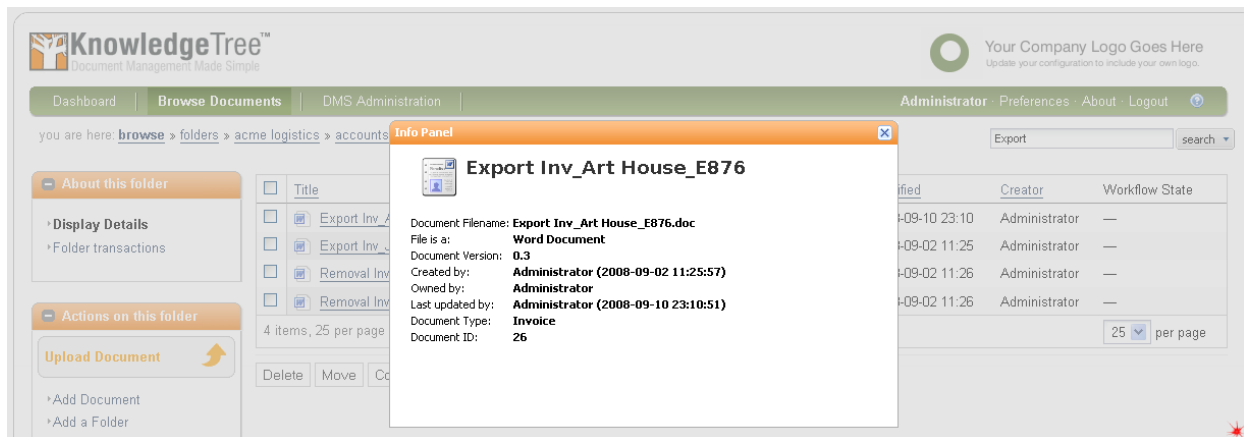 KnowledgeTree™
Document Management Made Simple
Your Company Logo Goes Here
Update your configuration to include your own logo.
Dashboard Browse Documents DMS Administration Administrator · Preferences · About · Logout
you are here: browse » folders » acme logistics » accounts
Export search
Info Panel
Export Inv_Art House_E876
Document Filename: Export Inv_Art House_E876.doc
File is a: Word Document
Document Version: 0.3
Created by: Administrator (2008-09-02 11:25:57)
Owned by: Administrator
Last updated by: Administrator (2008-09-10 23:10:51)
Document Type: Invoice
Document ID: 26
About this folder
Display Details
Folder transactions
Actions on this folder
Upload Document
Add Document
Add a Folder
Title Creator Workflow State
Export Inv_A -09-10 23:10 Administrator —
Export Inv_J -09-02 11:25 Administrator —
Removal Inv -09-02 11:26 Administrator —
Removal Inv -09-02 11:26 Administrator —
4 items, 25 per page 25 per page
Delete Move